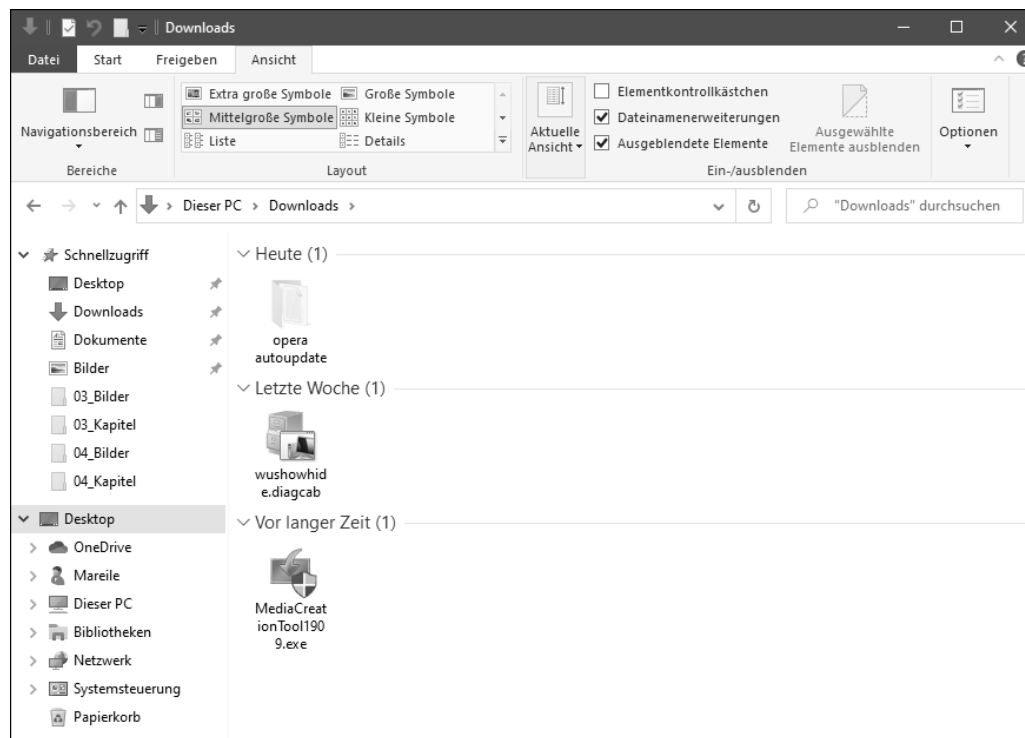 Downloads
Datei Start Freigeben Ansicht
Navigationsbereich
Bereiche
Extra große Symbole Große Symbole
Mittelgroße Symbole Kleine Symbole
Liste Details
Layout
Aktuelle
Ansicht
Elementkontrollkästchen
Dateinamenerweiterungen
Ausgeblendete Elemente
Ausgewählte
Elemente ausblenden
Ein-/ausblenden
Optionen
Dieser PC > Downloads >
"Downloads" durchsuchen
Schnellzugriff
Desktop
Downloads
Dokumente
Bilder
03_Bilder
03_Kapitel
04_Bilder
04_Kapitel
Desktop
OneDrive
Mareile
Dieser PC
Bibliotheken
Netzwerk
Systemsteuerung
Papierkorb
Heute (1)
opera
autoupdate
Letzte Woche (1)
wushowhid
e.diagcab
Vor langer Zeit (1)
MediaCreat
ionTool190
9.exe